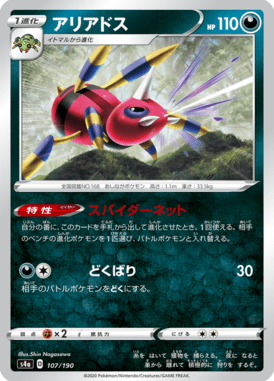 1進化 アリアドス HP110
イトマルから進化
全国図鑑NO.168 あしながポケモン 高さ:1.1m 重さ:33.5kg
特性 スパイダーネット
自分の番に、このカードを手札から出して進化させたとき、1回使える。相手
のベンチの進化ポケモンを1匹選び、バトルポケモンと入れ替える。
どくばり 30
相手のバトルポケモンをどくにする。
弱点 ×2 抵抗力 にげる
Illus.Shin Nagasawa
s4a D 107/190
©2020 Pokémon/Nintendo/Creatures/GAME FREAK.